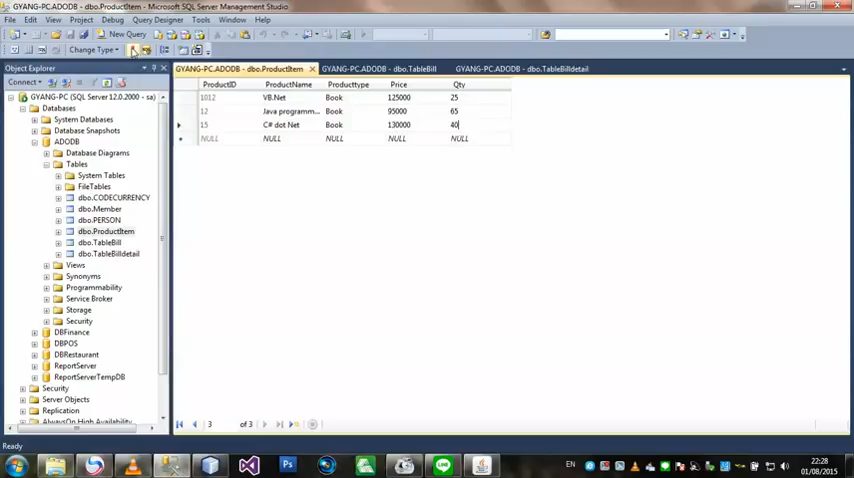 GYANG-PC.ADODB - dbo.ProductItem - Microsoft SQL Server Management Studio
File Edit View Project Debug Query Designer Tools Window Help
New Query
Change Type
Object Explorer
Connect
GYANG-PC (SQL Server 12.0.2000 - sa)
Databases
System Databases
Database Snapshots
ADODB
Database Diagrams
Tables
System Tables
FileTables
dbo.CODECURRENCY
dbo.Member
dbo.PERSON
dbo.ProductItem
dbo.TableBill
dbo.TableBilldetail
Views
Synonyms
Programmability
Service Broker
Storage
Security
DBFinance
DBPOS
DBRestaurant
ReportServer
ReportServerTempDB
Security
Server Objects
Replication
AlwaysOn High Availability
GYANG-PC.ADODB - dbo.ProductItem GYANG-PC.ADODB - dbo.TableBill GYANG-PC.ADODB - dbo.TableBilldetail
ProductID ProductName Producttype Price Qty
1012 VB.Net Book 125000 25
12 Java programm... Book 95000 65
15 C# dot Net Book 130000 40
NULL NULL NULL NULL NULL
3 of 3
Ready
Ps
LINE
EN
22:28
01/08/2015